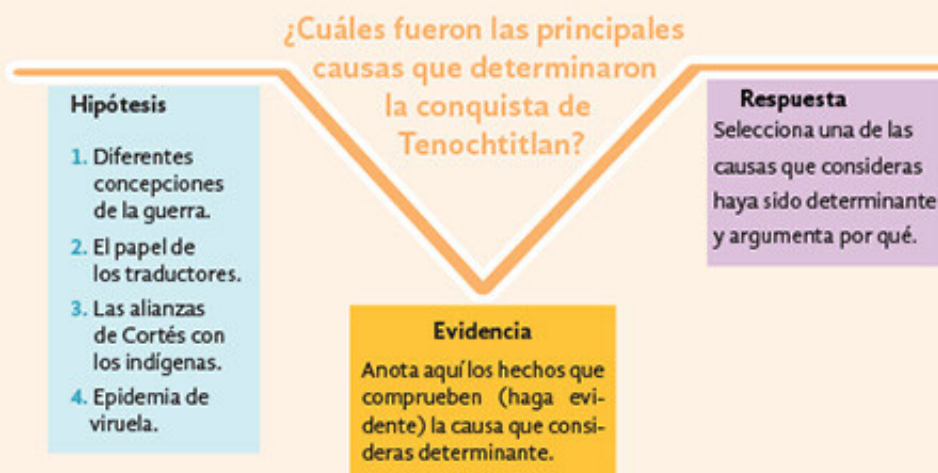 ¿Cuáles fueron las principales
causas que determinaron
la conquista de
Tenochtitlan?
Hipótesis
1. Diferentes
concepciones
de la guerra.
2. El papel de
los traductores.
3. Las alianzas
de Cortés con
los indígenas.
4. Epidemia de
viruela.
Evidencia
Anota aquí los hechos que
comprueben (haga evi-
dente) la causa que consi-
deras determinante.
Respuesta
Selecciona una de las
causas que consideras
haya sido determinante
y argumenta por qué.